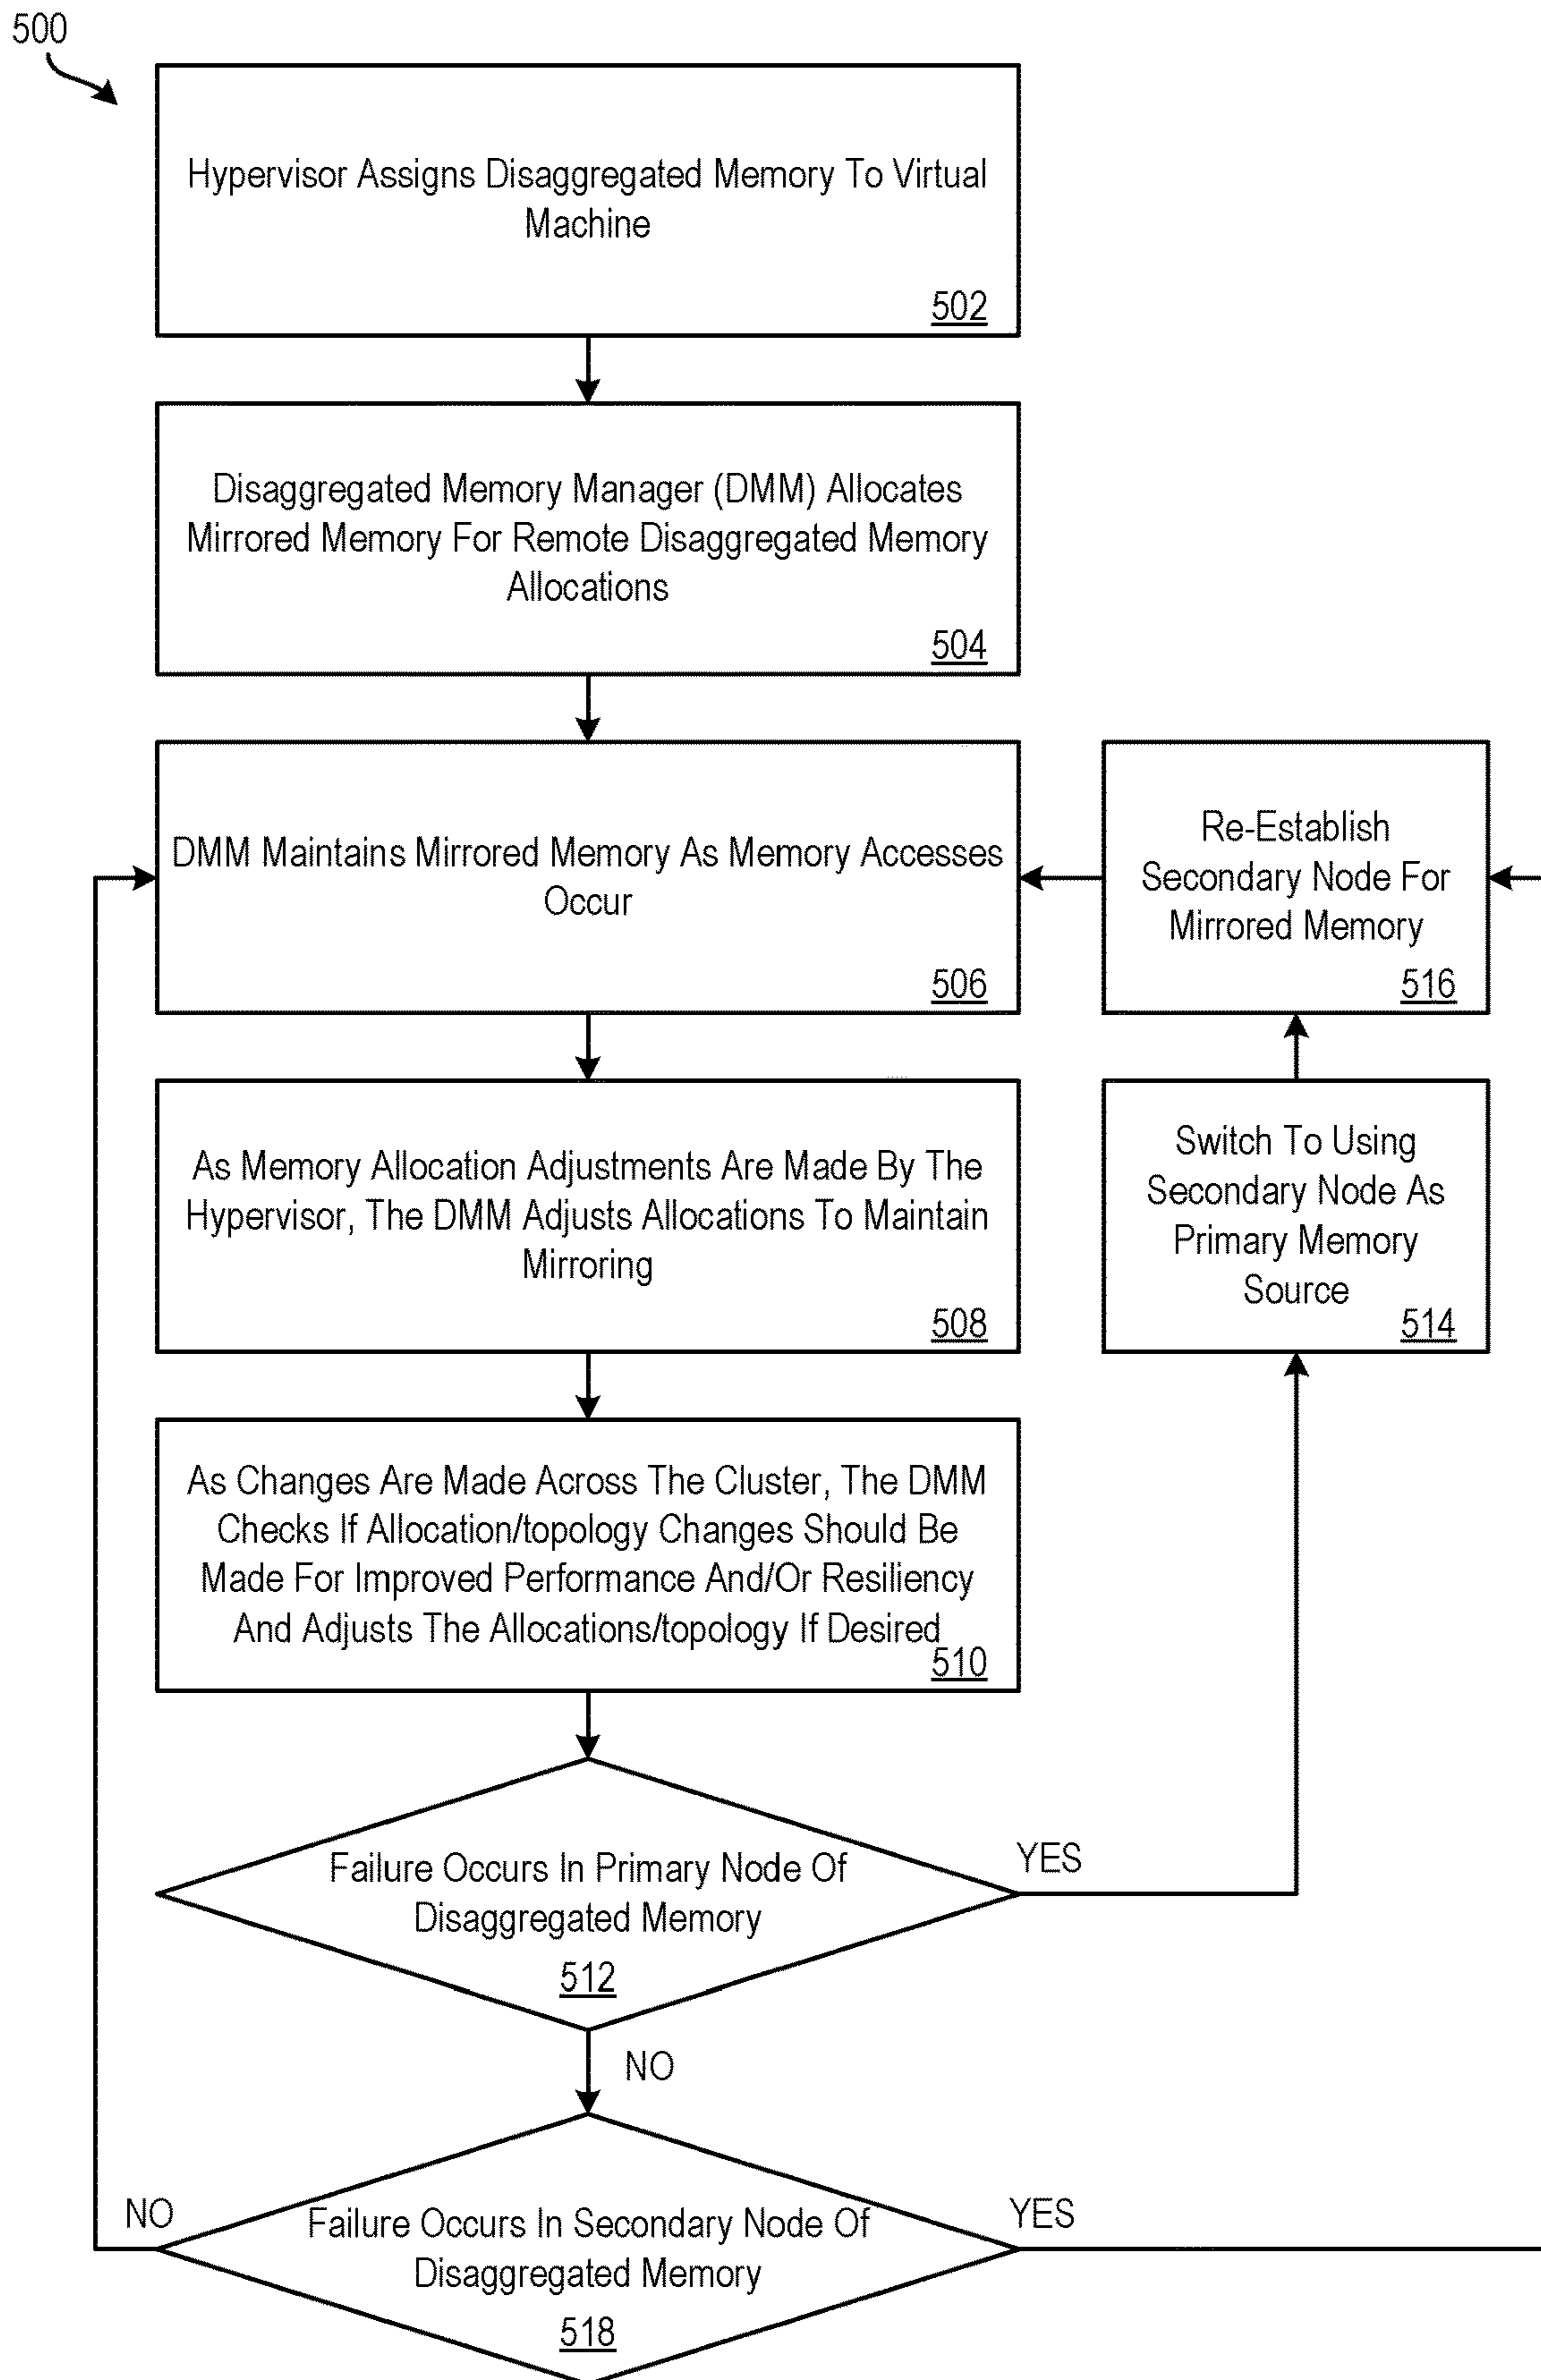 500
Hypervisor Assigns Disaggregated Memory To Virtual
Machine
502
Disaggregated Memory Manager (DMM) Allocates
Mirrored Memory For Remote Disaggregated Memory
Allocations
504
DMM Maintains Mirrored Memory As Memory Accesses
Occur
506
Re-Establish
Secondary Node For
Mirrored Memory
516
As Memory Allocation Adjustments Are Made By The
Hypervisor, The DMM Adjusts Allocations To Maintain
Mirroring
508
Switch To Using
Secondary Node As
Primary Memory
Source
514
As Changes Are Made Across The Cluster, The DMM
Checks If Allocation/topology Changes Should Be
Made For Improved Performance And/Or Resiliency
And Adjusts The Allocations/topology If Desired
510
Failure Occurs In Primary Node Of
Disaggregated Memory
512
YES
NO
Failure Occurs In Secondary Node Of
Disaggregated Memory
518
NO
YES